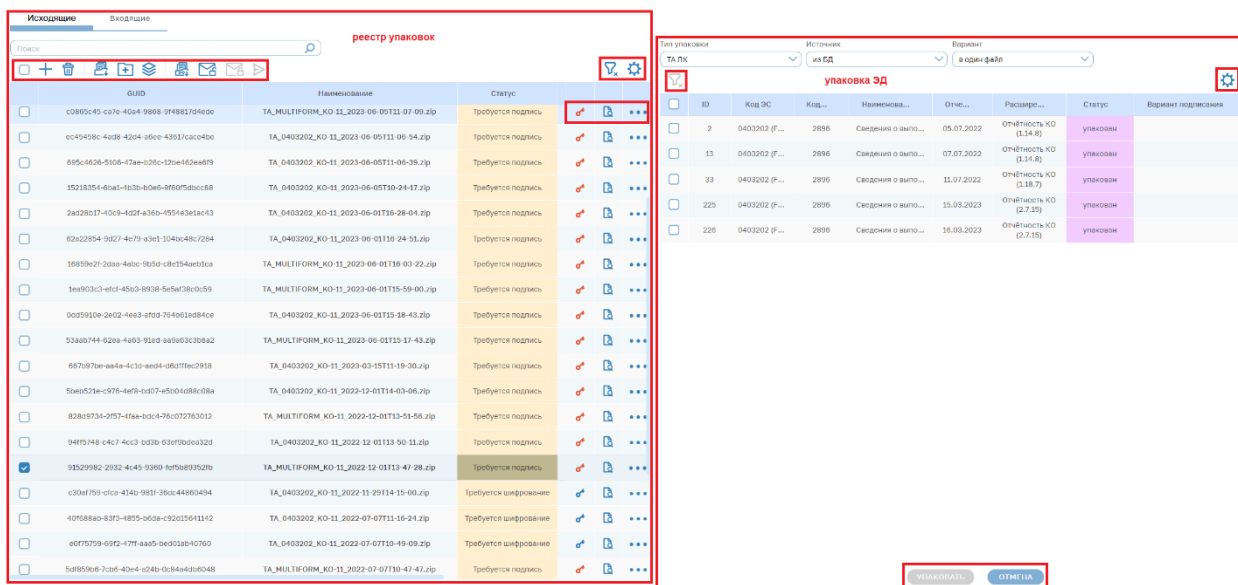 Исходящие Входящие
реестр упаковок
Поиск
GUID Наименование Статус
c0865c45-ca7e-40a4-9868-9f48817d4ede TA_MULTIFORM_KO-11_2023-06-05T11-07-09.zip Требуется подпись
ec45458c-4ad8-42d4-a6ee-43617cace4be TA_0403202_KO-11_2023-06-05T11-06-54.zip Требуется подпись
695c4626-5106-47ae-b26c-12be462ea6f9 TA_0403202_KO-11_2023-06-05T11-06-39.zip Требуется подпись
15218354-6ba1-4b3b-b0e6-9f60f5dbcc88 TA_0403202_KO-11_2023-06-05T10-24-17.zip Требуется подпись
2ad28b17-40c9-4d2f-a36b-4554e3e1ac43 TA_0403202_KO-11_2023-06-01T16-28-04.zip Требуется подпись
62a22854-9d27-4e79-a3e1-104bc48c7284 TA_0403202_KO-11_2023-06-01T16-24-51.zip Требуется подпись
16859e2f-2daa-4abc-9b5d-c8e154aeb1ca TA_MULTIFORM_KO-11_2023-06-01T16-03-22.zip Требуется подпись
1ea903c3-efcf-45b3-8938-5e5af38c0c59 TA_MULTIFORM_KO-11_2023-06-01T15-59-00.zip Требуется подпись
0dd5910e-2e02-4ee3-afdd-764b61ed84ce TA_0403202_KO-11_2023-06-01T15-18-43.zip Требуется подпись
53aab744-62ea-4a63-91ed-aa9a63c3b8a2 TA_MULTIFORM_KO-11_2023-06-01T15-17-43.zip Требуется подпись
667b97be-aa4a-4c1d-aed4-d6dfffec2918 TA_0403202_KO-11_2023-03-15T11-19-30.zip Требуется подпись
5beb521e-c976-4ef8-bd07-e5b04d88c08a TA_0403202_KO-11_2022-12-01T14-03-06.zip Требуется подпись
828d9734-2f57-4fae-bdc4-76c072763012 TA_MULTIFORM_KO-11_2022-12-01T13-51-56.zip Требуется подпись
94ff5748-c4c7-4cc3-bd3b-63ef9bdea32d TA_0403202_KO-11_2022-12-01T13-50-11.zip Требуется подпись
91529982-2932-4c45-9360-fef5b89352fb TA_MULTIFORM_KO-11_2022-12-01T13-47-28.zip Требуется подпись
c30af759-cfca-414b-981f-36dc44860494 TA_0403202_KO-11_2022-11-29T14-15-00.zip Требуется шифрование
40f688ab-83f3-4855-b6da-c92d15641142 TA_0403202_KO-11_2022-07-07T11-16-24.zip Требуется шифрование
e0f75759-69f2-47ff-aaa5-bed01ab40760 TA_0403202_KO-11_2022-07-07T10-49-09.zip Требуется шифрование
5df859b6-7cb6-40e4-a24b-0c84a4db6048 TA_MULTIFORM_KO-11_2022-07-07T10-47-47.zip Требуется подпись
Тип упаковки Источник Вариант
ТА ЛК из БД в один файл
упаковка ЭД
ID Код ЭС Код... Наименова... Отче... Расшире... Статус Вариант подписания
2 0403202 (F... 2896 Сведения о выпо... 05.07.2022 Отчётность КО (1.14.8) упакован
13 0403202 (F... 2896 Сведения о выпо... 07.07.2022 Отчётность КО (1.14.8) упакован
33 0403202 (F... 2896 Сведения о выпо... 11.07.2022 Отчётность КО (1.18.7) упакован
225 0403202 (F... 2896 Сведения о выпо... 15.03.2023 Отчётность КО (2.7.15) упакован
226 0403202 (F... 2896 Сведения о выпо... 16.03.2023 Отчётность КО (2.7.15) упакован
УПАКОВАТЬ ОТМЕНА